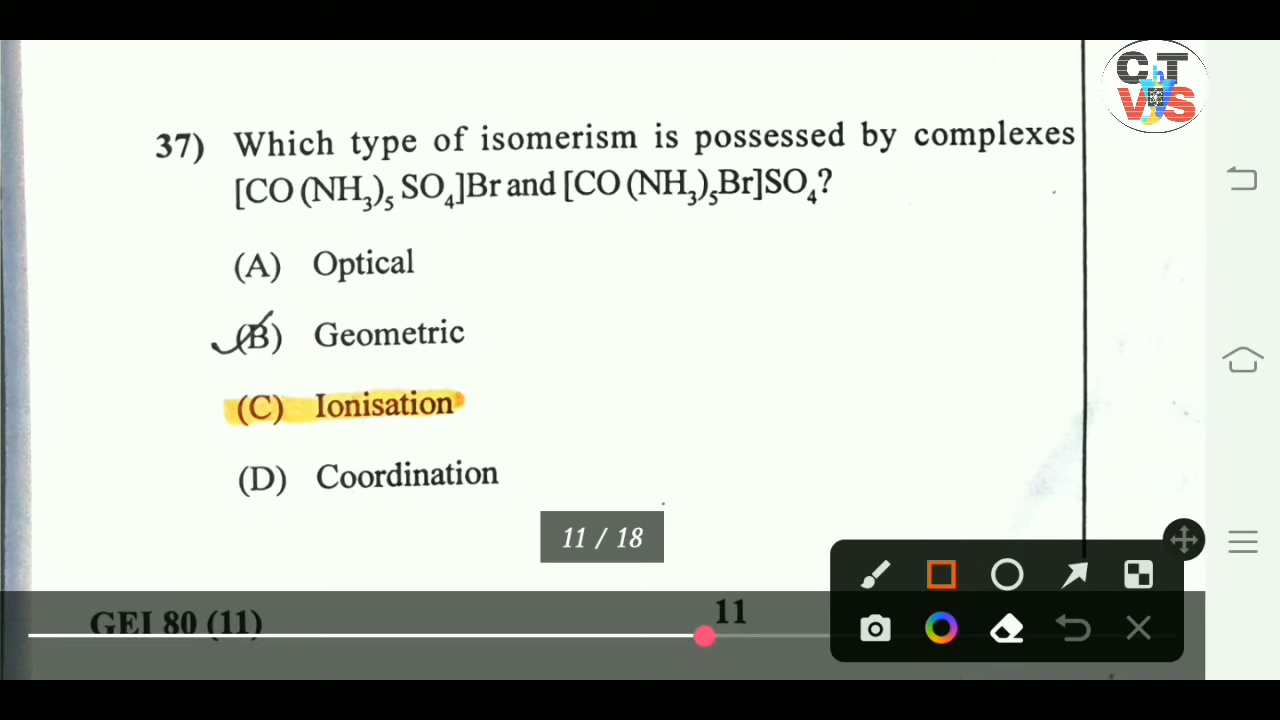 C T
V S
37) Which type of isomerism is possessed by complexes
[CO (NH₃)₅ SO₄]Br and [CO (NH₃)₅Br]SO₄?
(A) Optical
(B) Geometric
(C) Ionisation
(D) Coordination
11 / 18
GEI 80 (11) 11